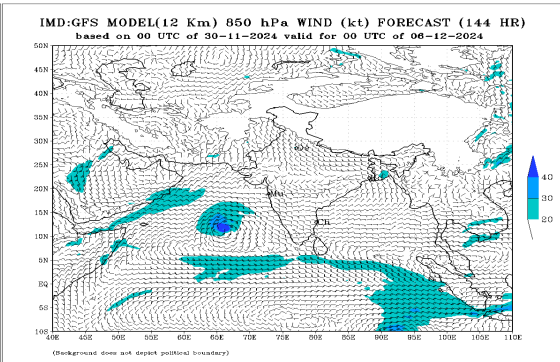 IMD:GFS MODEL(12 Km) 850 hPa WIND (kt) FORECAST (144 HR)
based on 00 UTC of 30-11-2024 valid for 00 UTC of 06-12-2024
50N
45N
40N
35N
30N
25N
20N
15N
10N
5N
EQ
5S
10S
40E 45E 50E 55E 60E 65E 70E 75E 80E 85E 90E 95E 100E 105E 110E
Mu
Ch
40
30
20
(Background does not depict political boundary)